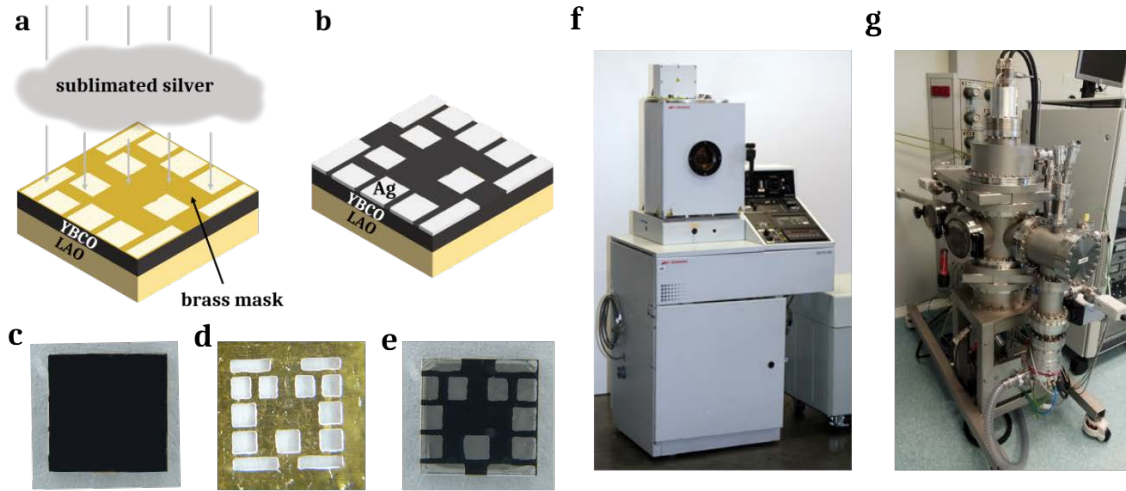 a
b
f
g
sublimated silver
Ag
YBCO
LAO
YBCO
LAO
brass mask
c
d
e